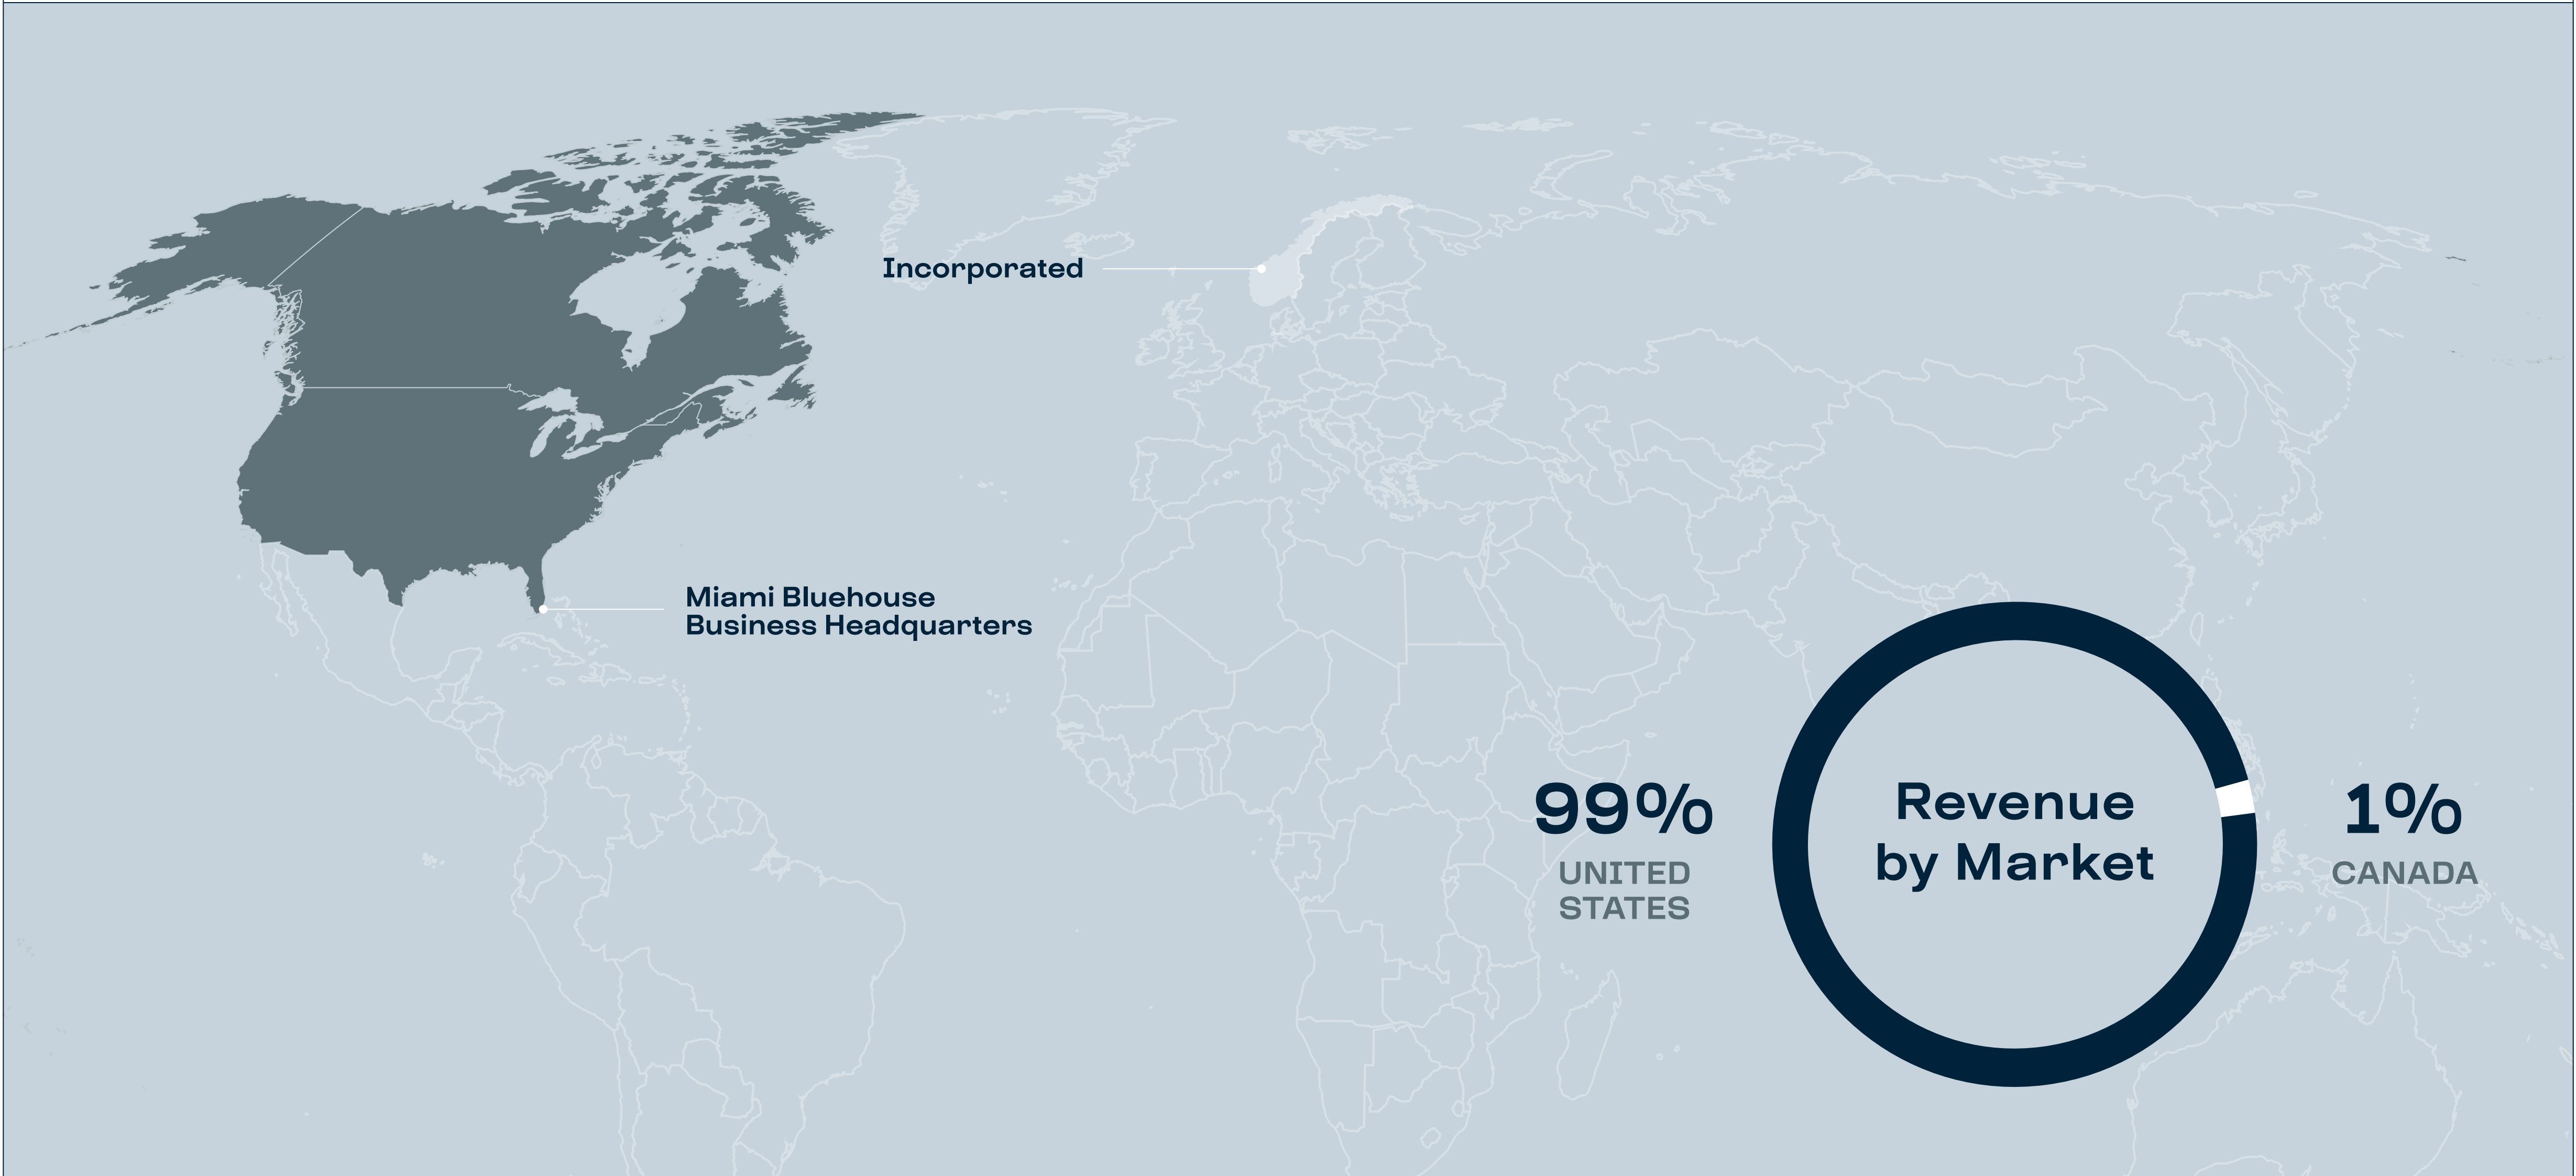 Incorporated
Miami Bluehouse
Business Headquarters
99%
UNITED
STATES
Revenue
by Market
1%
CANADA